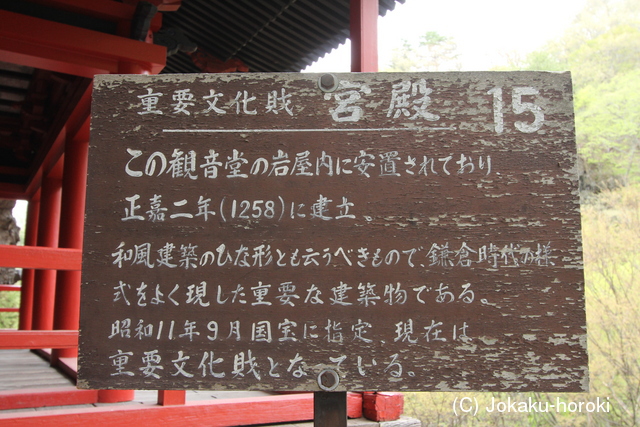 重要文化財 宮殿 15
この観音堂の岩屋内に安置されており
正嘉二年(1258)に建立。
和風建築のひな形とも云うべきもので、鎌倉時代の様
式をよく現した重要な建築物である。
昭和11年9月国宝に指定、現在は
重要文化財となっている。
(C) Jokaku-horoki